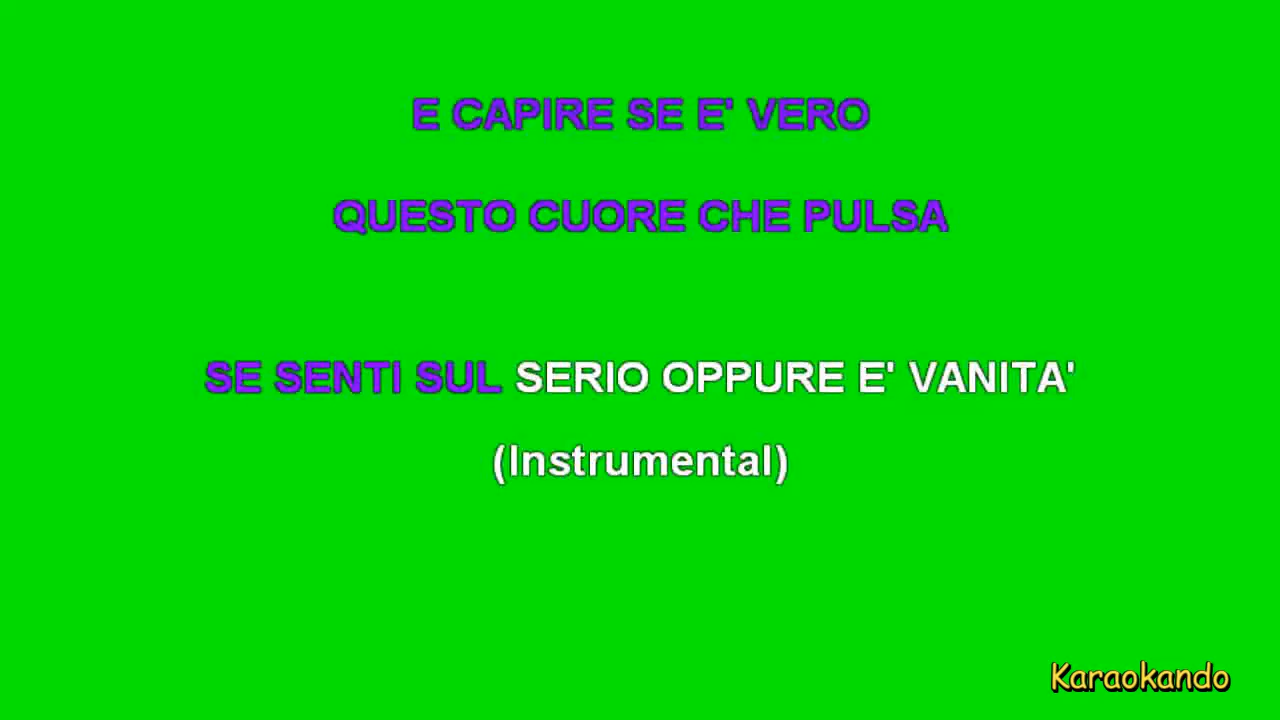 E CAPIRE SE E' VERO
QUESTO CUORE CHE PULSA
SE SENTI SUL SERIO OPPURE E' VANITA'
(Instrumental)
Karaokando